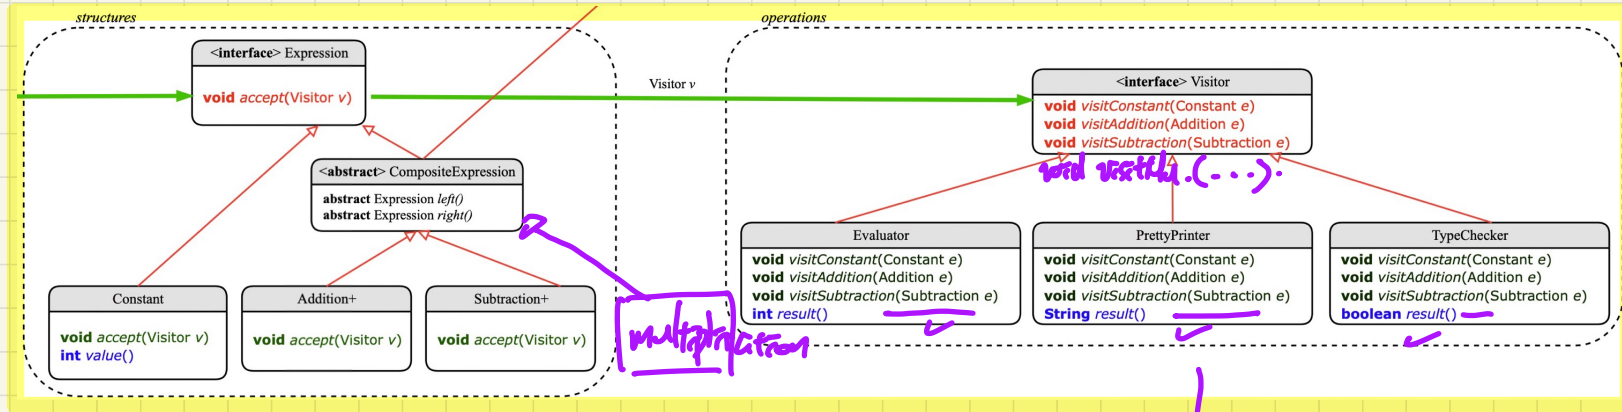 structures
<interface> Expression
void accept(Visitor v)
<abstract> CompositeExpression
abstract Expression left()
abstract Expression right()
Constant
void accept(Visitor v)
int value()
Addition+
void accept(Visitor v)
Subtraction+
void accept(Visitor v)
multiplication
Visitor v
operations
<interface> Visitor
void visitConstant(Constant e)
void visitAddition(Addition e)
void visitSubtraction(Subtraction e)
void (...).
Evaluator
void visitConstant(Constant e)
void visitAddition(Addition e)
void visitSubtraction(Subtraction e)
int result()
PrettyPrinter
void visitConstant(Constant e)
void visitAddition(Addition e)
void visitSubtraction(Subtraction e)
String result()
TypeChecker
void visitConstant(Constant e)
void visitAddition(Addition e)
void visitSubtraction(Subtraction e)
boolean result()